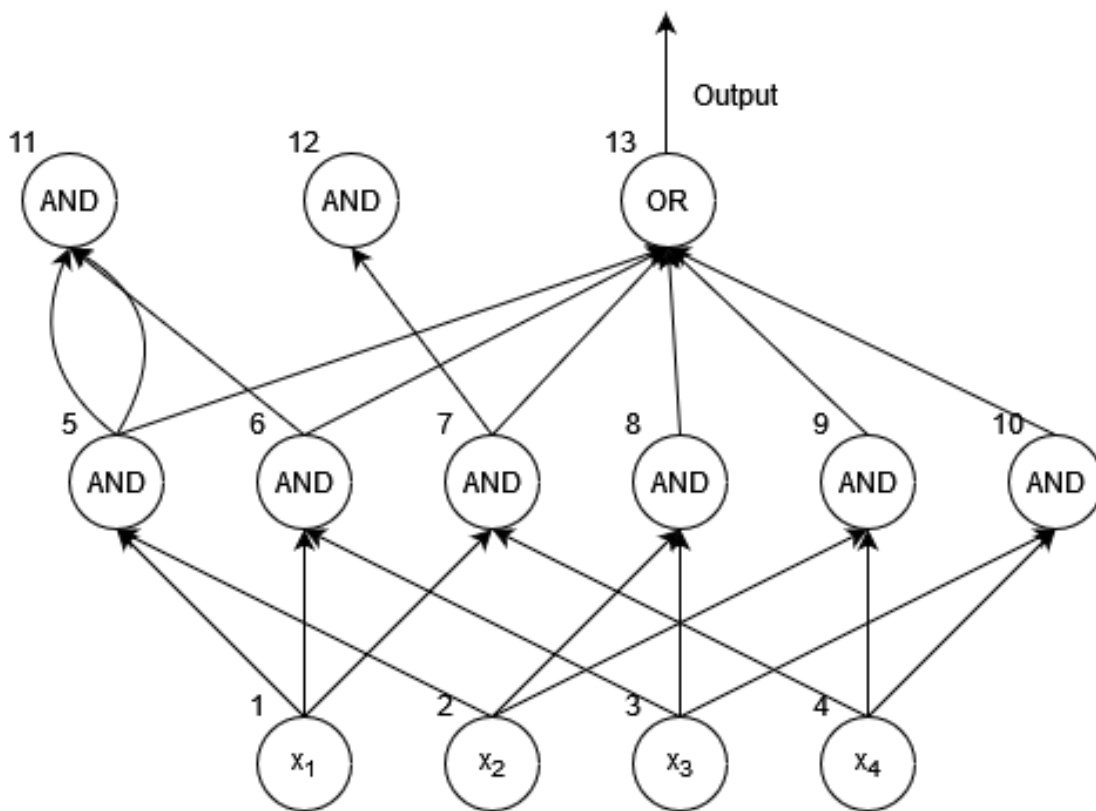 Output
11 12 13
AND AND OR
5 6 7 8 9 10
AND AND AND AND AND AND
1 2 3 4
x₁ x₂ x₃ x₄